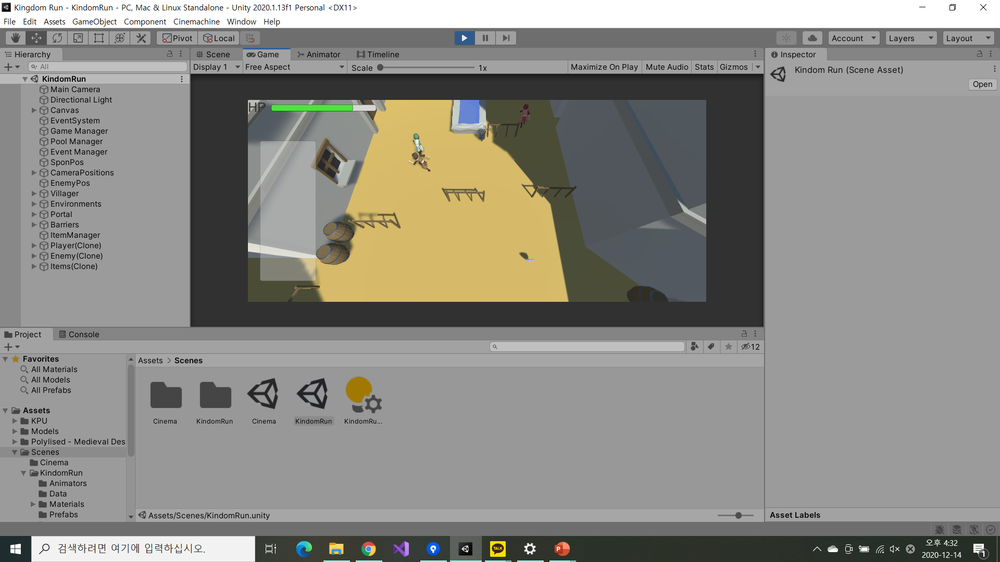 Kingdom Run - KindomRun - PC, Mac & Linux Standalone - Unity 2020.1.13f1 Personal <DX11>
File Edit Assets GameObject Component Cinemachine Window Help
Pivot Local Account Layers Layout
Hierarchy
All
KindomRun
Main Camera
Directional Light
Canvas
EventSystem
Game Manager
Pool Manager
Event Manager
SponPos
CameraPositions
EnemyPos
Villager
Environments
Portal
Barriers
ItemManager
Player(Clone)
Enemy(Clone)
Items(Clone)
Scene Game Animator Timeline
Display 1 Free Aspect Scale 1x Maximize On Play Mute Audio Stats Gizmos
HP
Inspector
Kindom Run (Scene Asset)
Open
Project Console
12
Favorites
All Materials
All Models
All Prefabs
Assets
KPU
Models
Polylised - Medieval Des
Scenes
Cinema
KindomRun
Animators
Data
Materials
Prefabs
Assets > Scenes
Cinema KindomRun Cinema KindomRun KindomRu...
Assets/Scenes/KindomRun.unity
Asset Labels
검색하려면 여기에 입력하십시오.
TALK
P
오후 4:32
2020-12-14
1